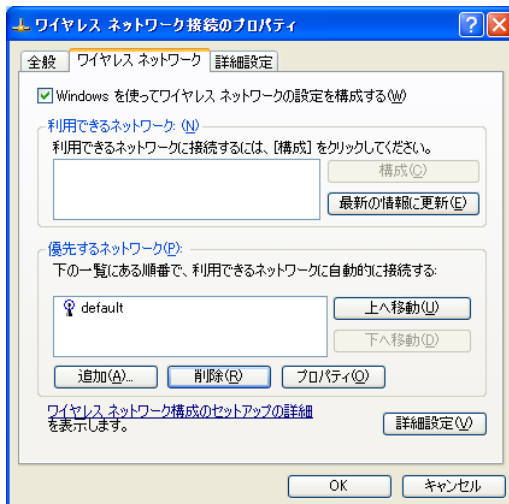 ワイヤレス ネットワーク接続のプロパティ
全般 ワイヤレス ネットワーク 詳細設定
Windows を使ってワイヤレス ネットワークの設定を構成する(W)
利用できるネットワーク: (N)
利用できるネットワークに接続するには、[構成] をクリックしてください。
構成(C)
最新の情報に更新(E)
優先するネットワーク(P):
下の一覧にある順番で、利用できるネットワークに自動的に接続する:
default
上へ移動(U)
下へ移動(D)
追加(A)... 削除(R) プロパティ(O)
ワイヤレス ネットワーク構成のセットアップの詳細
を表示します。
詳細設定(V)
OK キャンセル